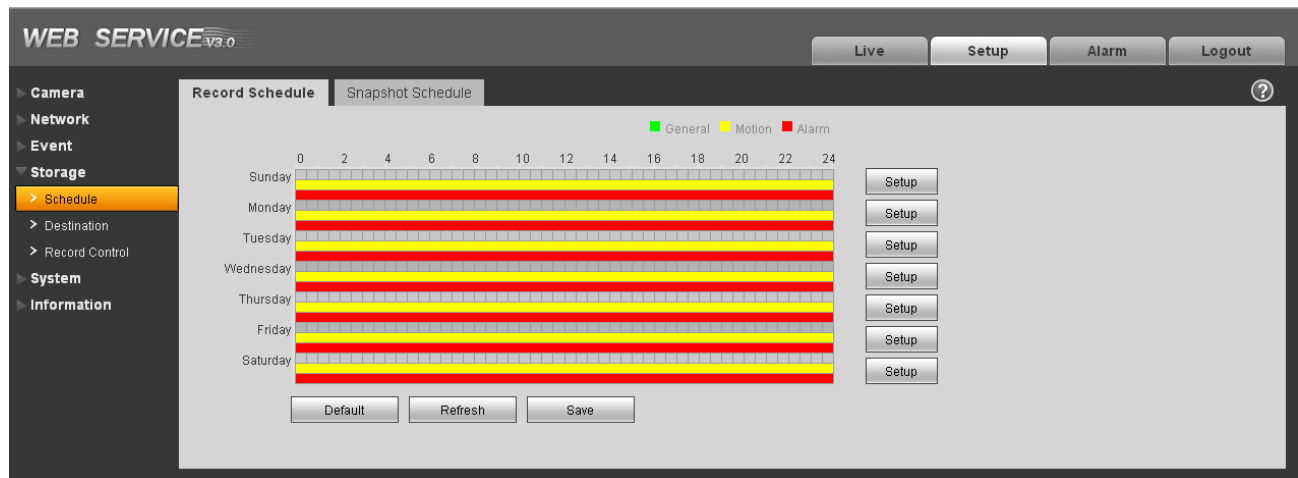 WEB SERVICE V3.0
Live Setup Alarm Logout
Camera
Network
Event
Storage
Schedule
Destination
Record Control
System
Information
Record Schedule Snapshot Schedule ?
General Motion Alarm
0 2 4 6 8 10 12 14 16 18 20 22 24
Sunday Setup
Monday Setup
Tuesday Setup
Wednesday Setup
Thursday Setup
Friday Setup
Saturday Setup
Default Refresh Save